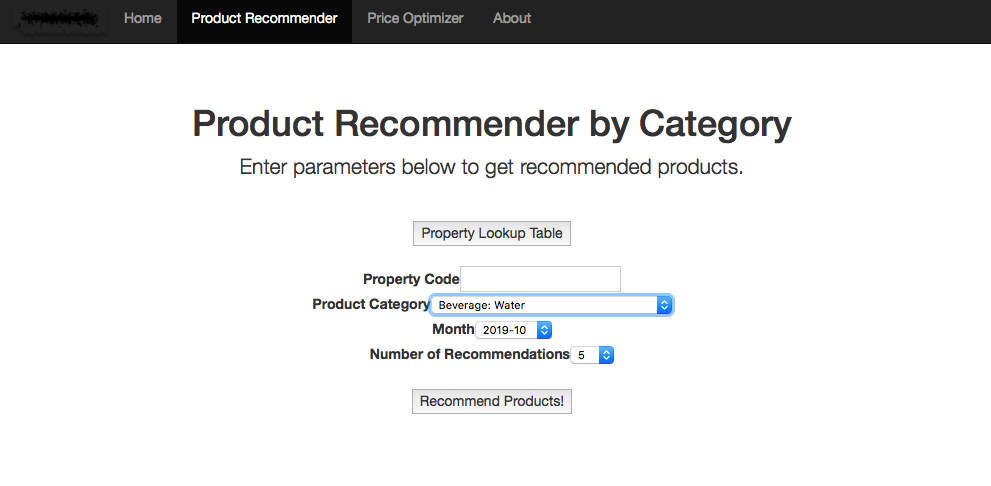 Home Product Recommender Price Optimizer About
Product Recommender by Category
Enter parameters below to get recommended products.
Property Lookup Table
Property Code
Product Category Beverage: Water
Month 2019-10
Number of Recommendations 5
Recommend Products!